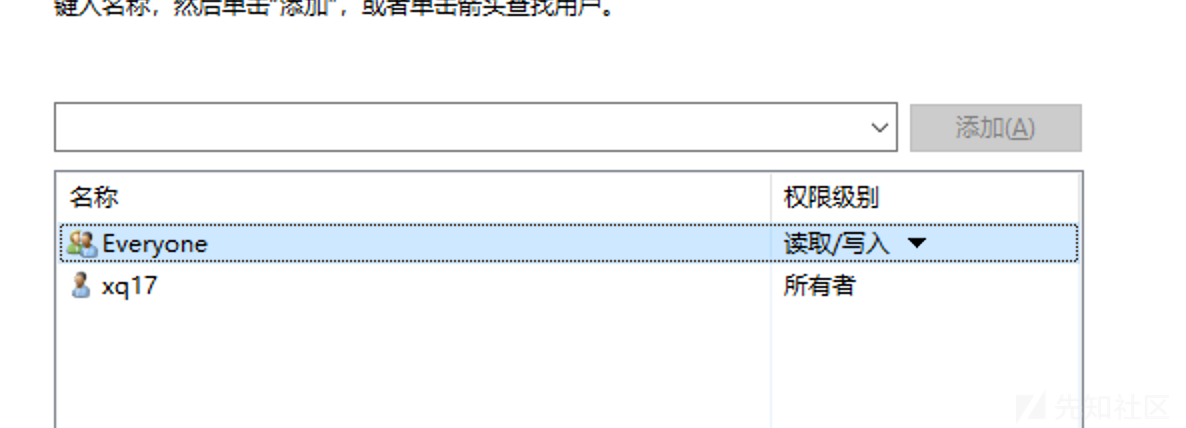 键入名称，然后单击"添加"，或者单击箭头查找用户。
添加(A)
名称 权限级别
Everyone 读取/写入
xq17 所有者
先知社区